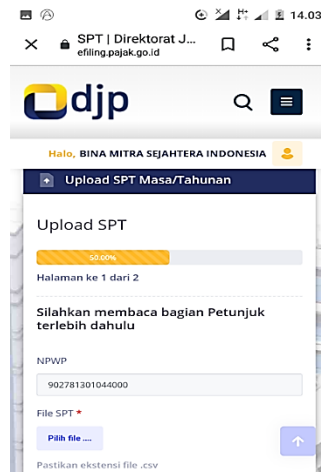 14.03
SPT | Direktorat J...
efiling.pajak.go.id
djp
Halo, BINA MITRA SEJAHTERA INDONESIA
Upload SPT Masa/Tahunan
Upload SPT
50.00%
Halaman ke 1 dari 2
Silahkan membaca bagian Petunjuk
terlebih dahulu
NPWP
902781301044000
File SPT *
Pilih file ....
Pastikan ekstensi file .csv